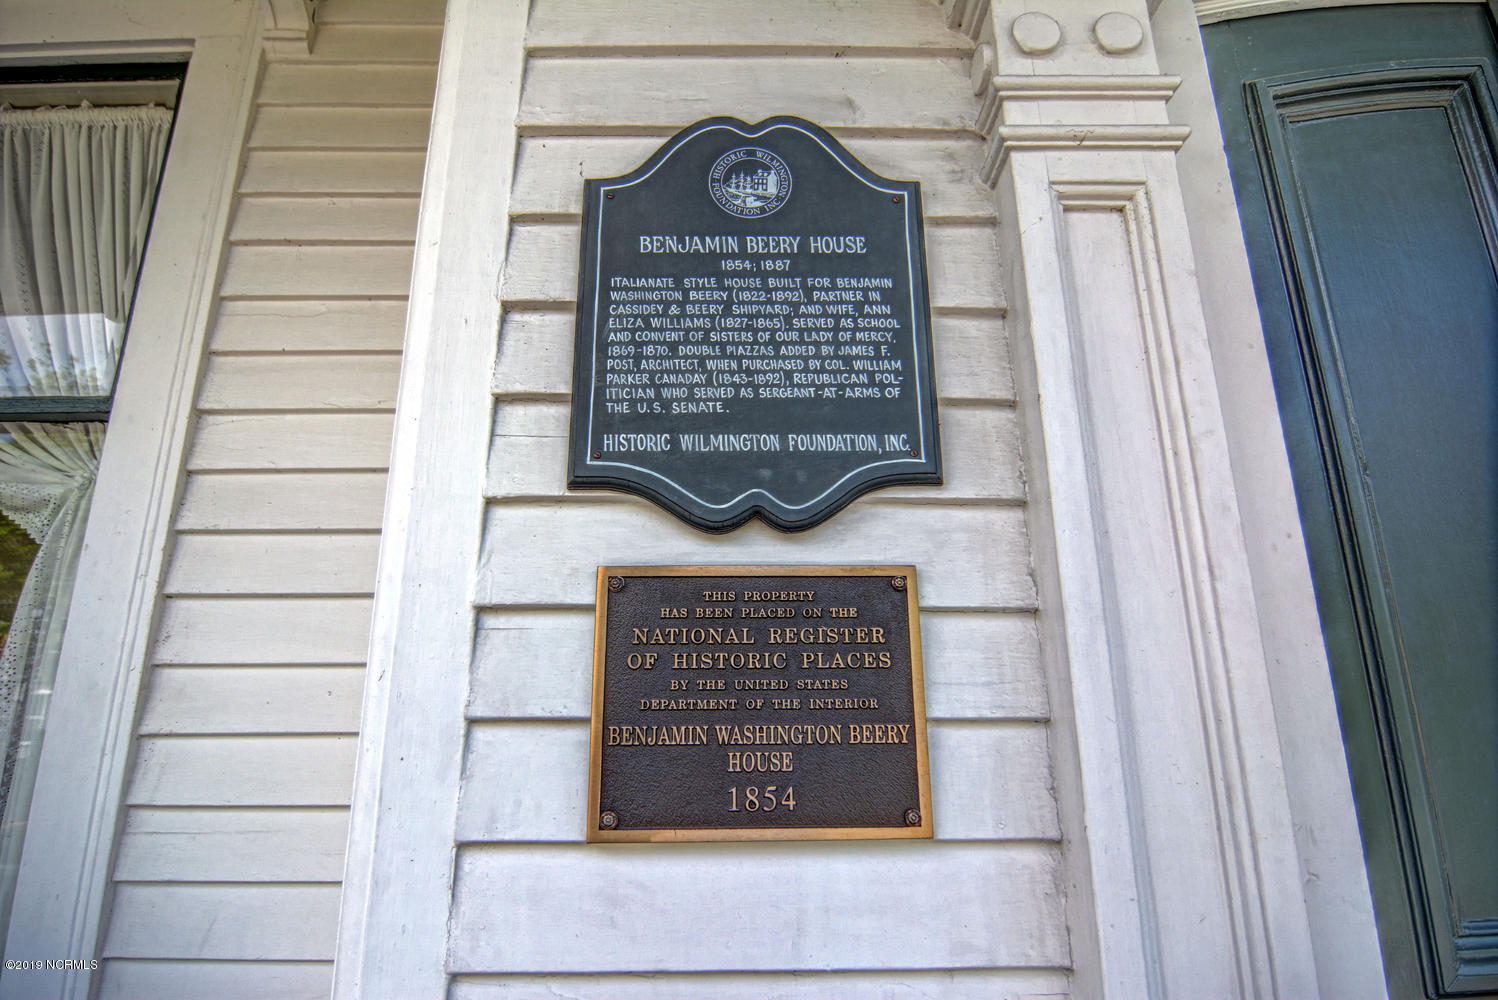 HISTORIC WILMINGTON
FOUNDATION INC.
BENJAMIN BEERY HOUSE
1854; 1887
ITALIANATE STYLE HOUSE BUILT FOR BENJAMIN
WASHINGTON BEERY (1822-1892), PARTNER IN
CASSIDEY & BEERY SHIPYARD; AND WIFE, ANN
ELIZA WILLIAMS (1827-1865). SERVED AS SCHOOL
AND CONVENT OF SISTERS OF OUR LADY OF MERCY,
1869-1870. DOUBLE PIAZZAS ADDED BY JAMES F.
POST, ARCHITECT, WHEN PURCHASED BY COL. WILLIAM
PARKER CANADAY (1843-1892), REPUBLICAN POL-
ITICIAN WHO SERVED AS SERGEANT-AT-ARMS OF
THE U.S. SENATE.
HISTORIC WILMINGTON FOUNDATION, INC.
THIS PROPERTY
HAS BEEN PLACED ON THE
NATIONAL REGISTER
OF HISTORIC PLACES
BY THE UNITED STATES
DEPARTMENT OF THE INTERIOR
BENJAMIN WASHINGTON BEERY
HOUSE
1854
©2019 NCRMLS